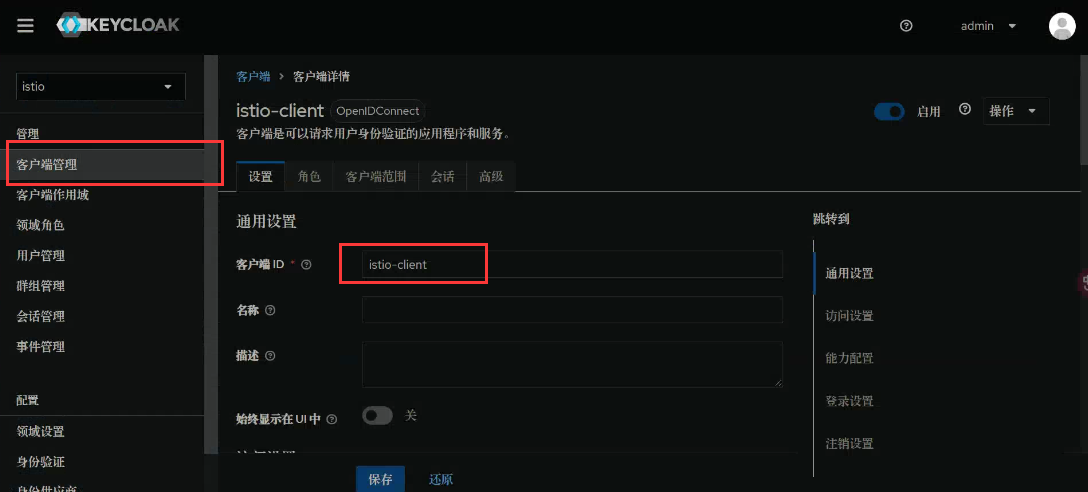 KEYCLOAK
admin
istio
管理
客户端管理
客户端作用域
领域角色
用户管理
群组管理
会话管理
事件管理
配置
领域设置
身份验证
身份供应商
客户端 > 客户端详情
istio-client OpenIDConnect
启用
操作
客户端是可以请求用户身份验证的应用程序和服务。
设置 角色 客户端范围 会话 高级
通用设置
客户端 ID *
istio-client
名称
描述
始终显示在 UI 中
关
保存 还原
跳转到
通用设置
访问设置
能力配置
登录设置
注销设置